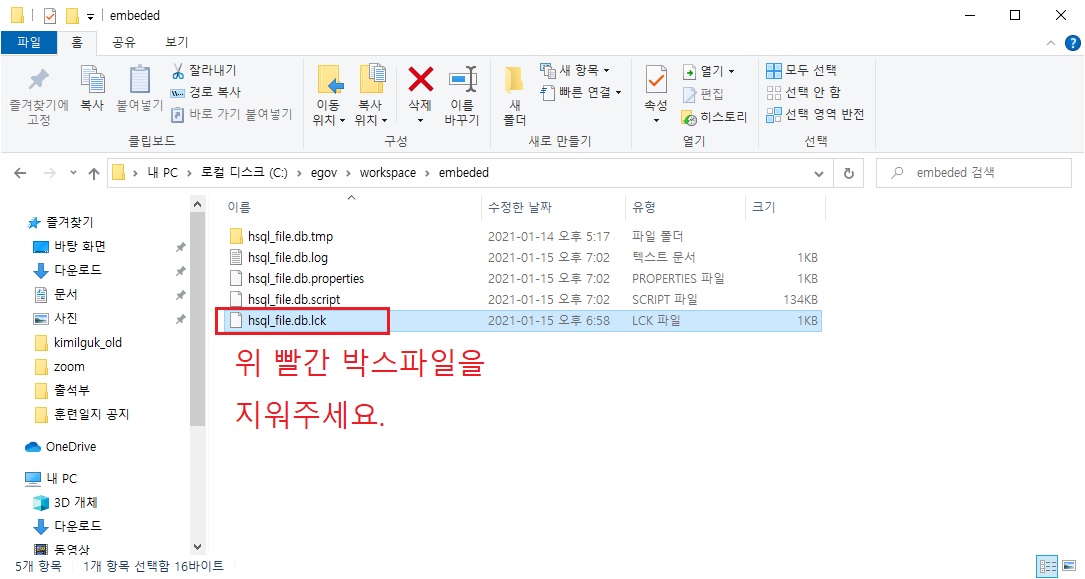 embeded
파일 홈 공유 보기
즐겨찾기에 고정
복사
붙여넣기
잘라내기
경로 복사
바로 가기 붙여넣기
클립보드
이동 위치
복사 위치
삭제
이름 바꾸기
구성
새 폴더
새 항목
빠른 연결
새로 만들기
속성
열기
편집
히스토리
열기
모두 선택
선택 안 함
선택 영역 반전
선택
내 PC > 로컬 디스크 (C:) > egov > workspace > embeded
embeded 검색
이름 수정한 날짜 유형 크기
hsql_file.db.tmp 2021-01-14 오후 5:17 파일 폴더
hsql_file.db.log 2021-01-15 오후 7:02 텍스트 문서 1KB
hsql_file.db.properties 2021-01-15 오후 7:02 PROPERTIES 파일 1KB
hsql_file.db.script 2021-01-15 오후 7:02 SCRIPT 파일 134KB
hsql_file.db.lck 2021-01-15 오후 6:58 LCK 파일 1KB
위 빨간 박스파일을
지워주세요.
즐겨찾기
바탕 화면
다운로드
문서
사진
kimilguk_old
zoom
출석부
훈련일지 공지
OneDrive
내 PC
3D 개체
다운로드
동영상
5개 항목 1개 항목 선택함 16바이트